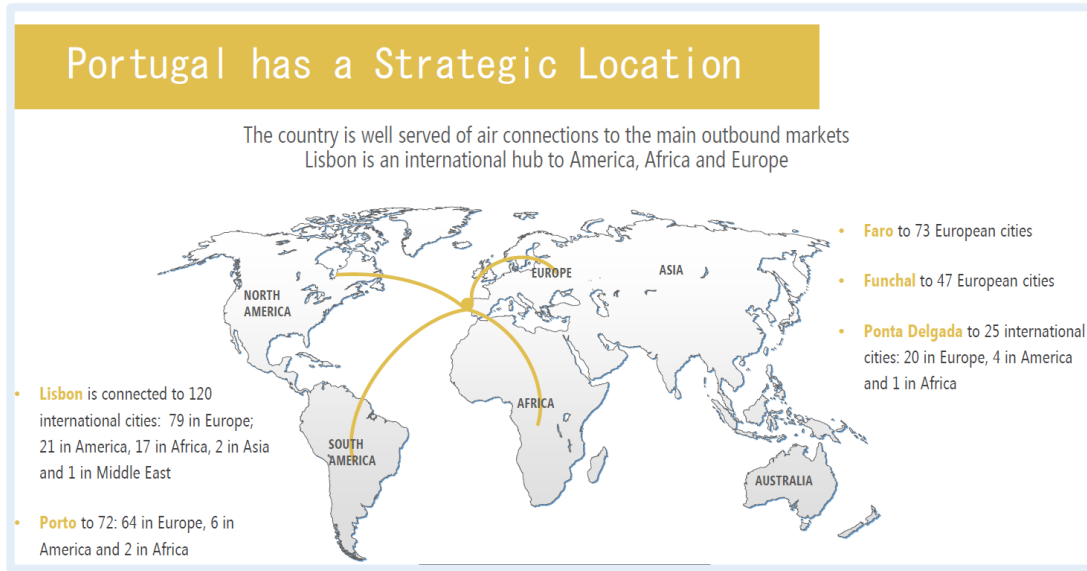 Portugal has a Strategic Location
The country is well served of air connections to the main outbound markets
Lisbon is an international hub to America, Africa and Europe
NORTH
AMERICA
EUROPE
ASIA
AFRICA
SOUTH
AMERICA
AUSTRALIA
• Lisbon is connected to 120
international cities: 79 in Europe;
21 in America, 17 in Africa, 2 in Asia
and 1 in Middle East
• Porto to 72: 64 in Europe, 6 in
America and 2 in Africa
• Faro to 73 European cities
• Funchal to 47 European cities
• Ponta Delgada to 25 international
cities: 20 in Europe, 4 in America
and 1 in Africa